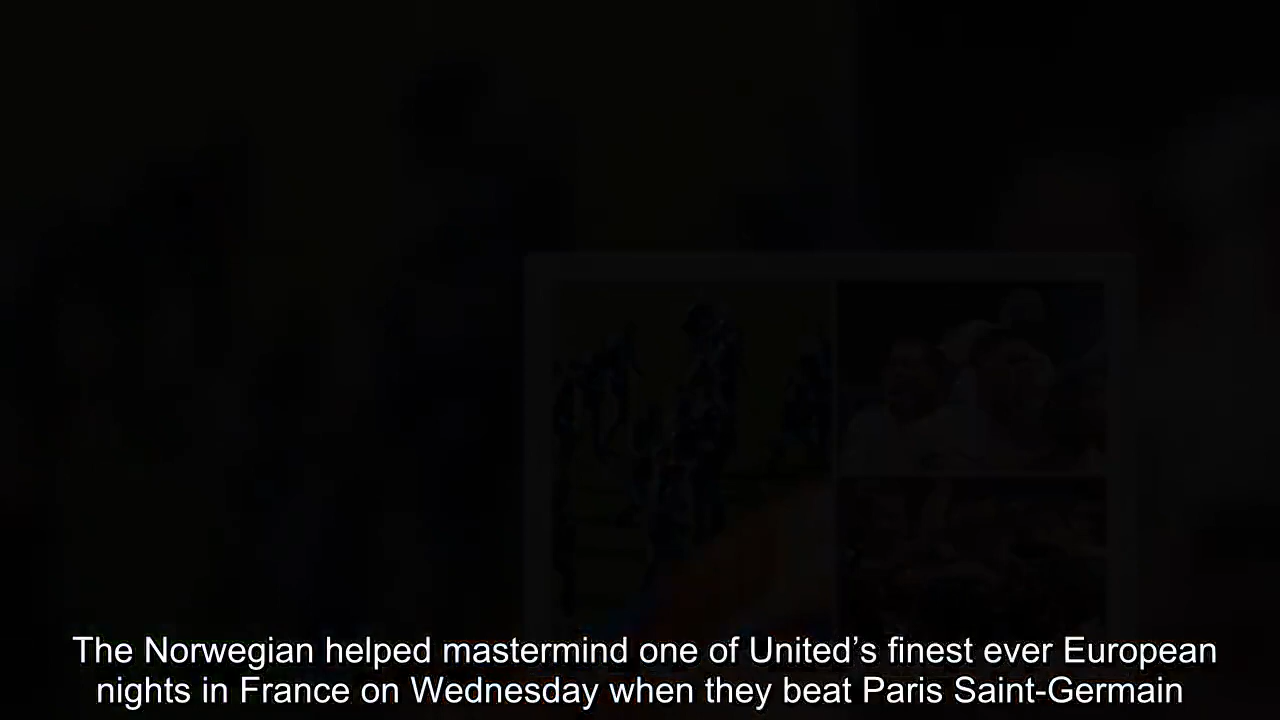 The Norwegian helped mastermind one of United’s finest ever European
nights in France on Wednesday when they beat Paris Saint-Germain